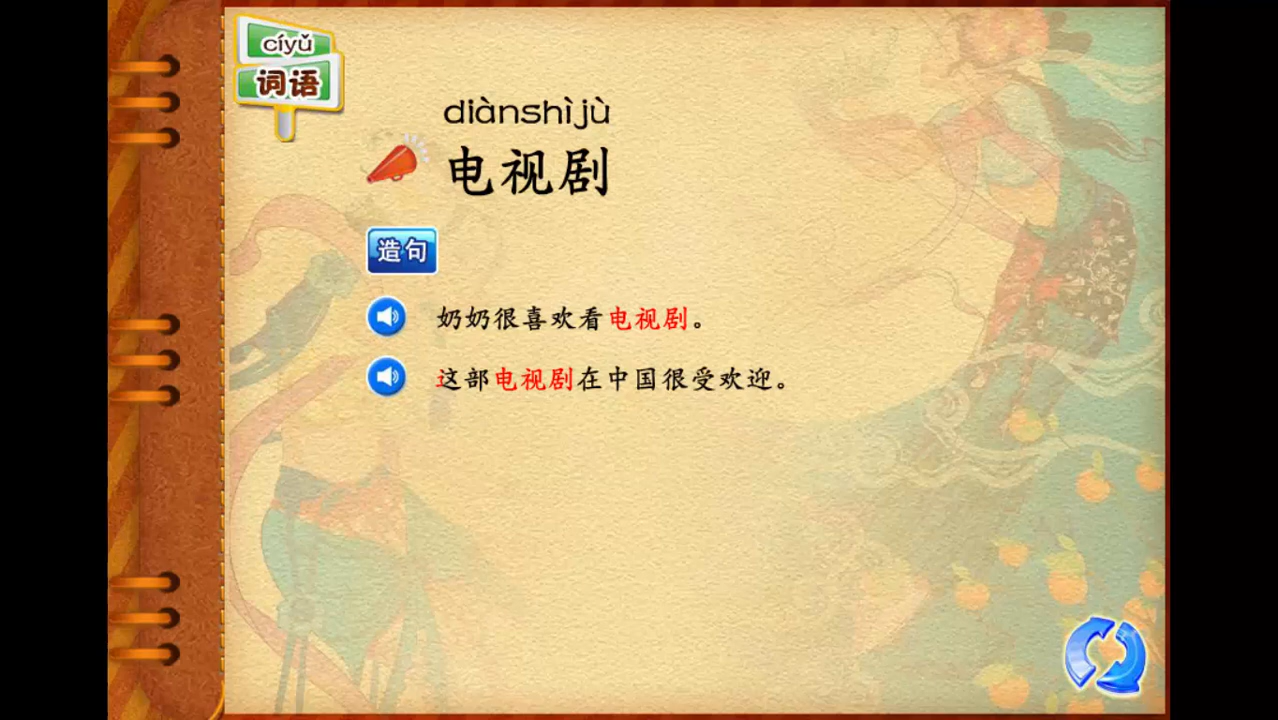 cíyǔ
词语
diànshìjù
电视剧
造句
奶奶很喜欢看电视剧。
这部电视剧在中国很受欢迎。